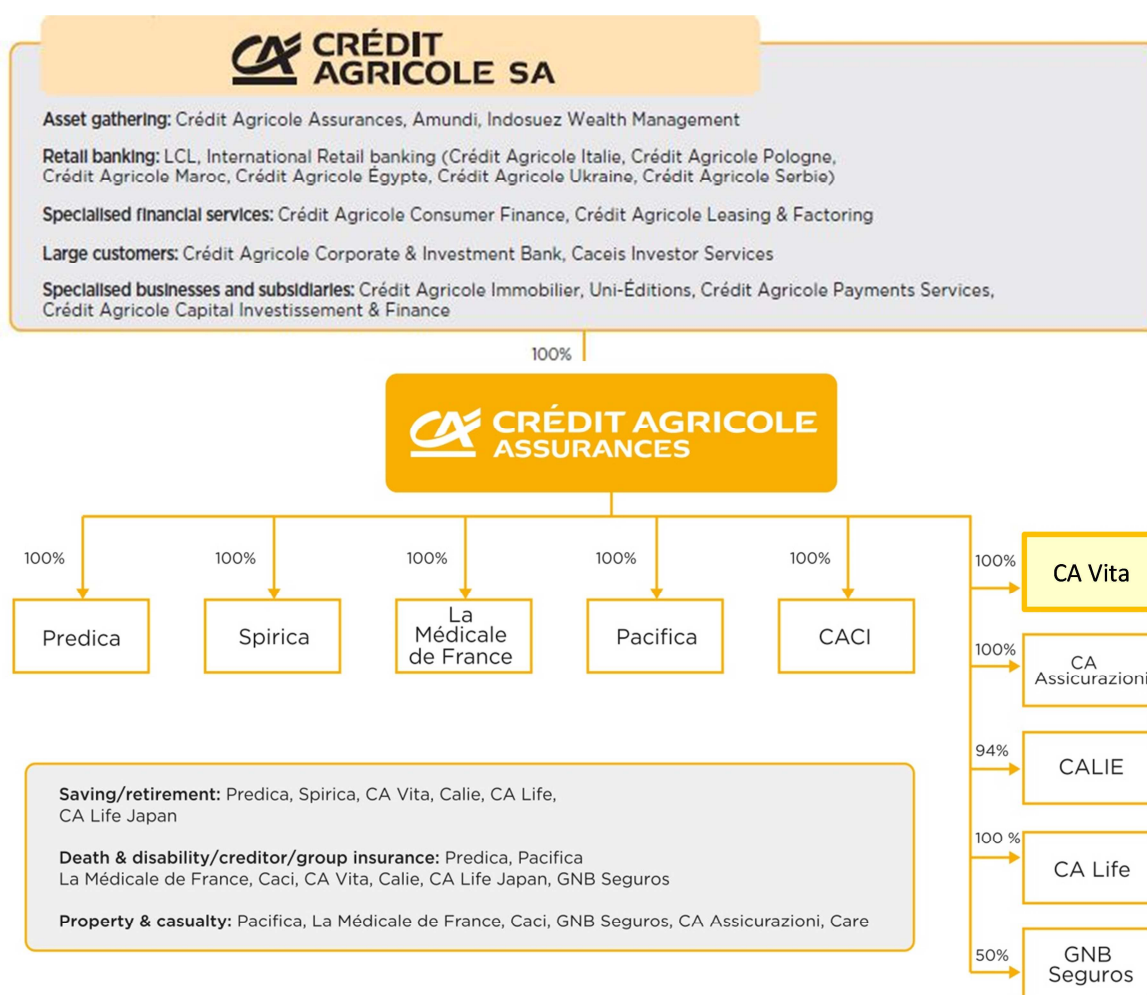 CRÉDIT
AGRICOLE SA
Asset gathering: Crédit Agricole Assurances, Amundi, Indosuez Wealth Management
Retail banking: LCL, International Retail banking (Crédit Agricole Italie, Crédit Agricole Pologne,
Crédit Agricole Maroc, Crédit Agricole Égypte, Crédit Agricole Ukraine, Crédit Agricole Serbie)
Specialised financial services: Crédit Agricole Consumer Finance, Crédit Agricole Leasing & Factoring
Large customers: Crédit Agricole Corporate & Investment Bank, Caceis Investor Services
Specialised businesses and subsidiaries: Crédit Agricole Immobilier, Uni-Éditions, Crédit Agricole Payments Services,
Crédit Agricole Capital Investissement & Finance
100%
CRÉDIT AGRICOLE
ASSURANCES
100%
100%
100%
100%
100%
Predica
Spirica
La
Médicale
de France
Pacifica
CACI
100%
CA Vita
100%
CA
Assicurazioni
94%
CALIE
100 %
CA Life
50%
GNB
Seguros
Saving/retirement: Predica, Spirica, CA Vita, Calie, CA Life,
CA Life Japan
Death & disability/creditor/group insurance: Predica, Pacifica
La Médicale de France, Caci, CA Vita, Calie, CA Life Japan, GNB Seguros
Property & casualty: Pacifica, La Médicale de France, Caci, GNB Seguros, CA Assicurazioni, Care